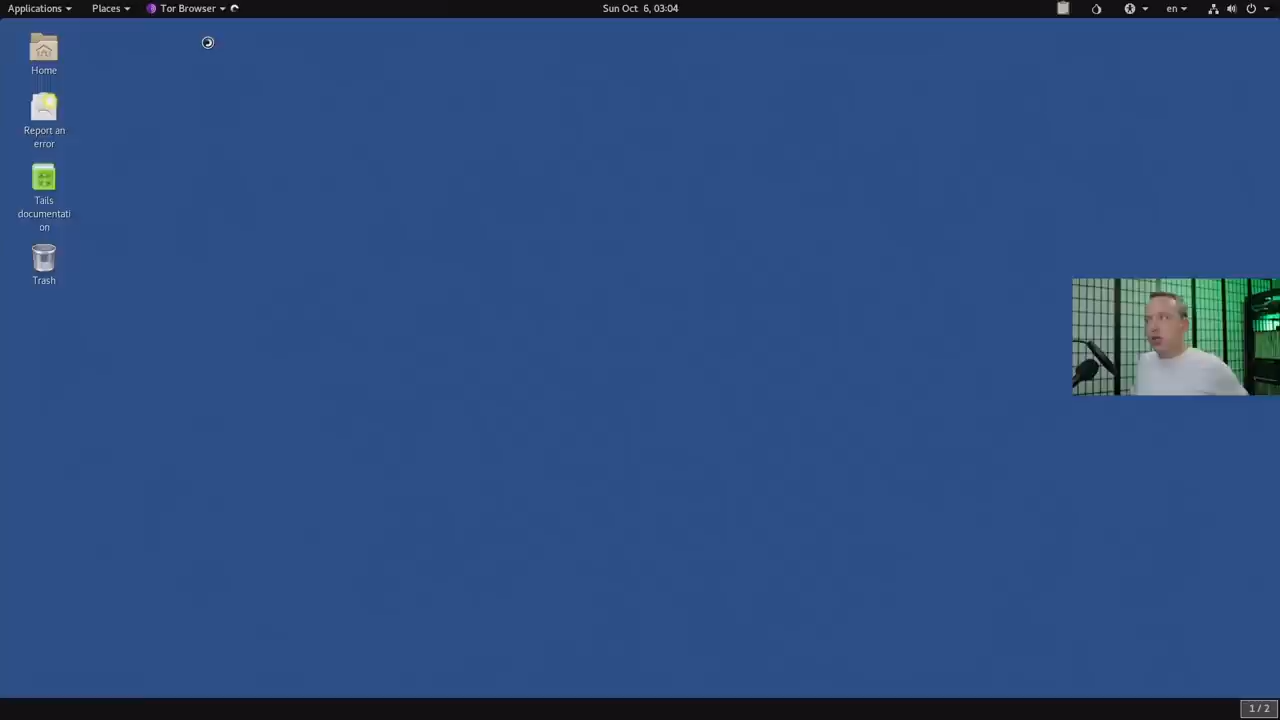 Applications Places Tor Browser Sun Oct 6, 03:04 en
Home
Report an
error
Tails
documentati
on
Trash
1 / 2